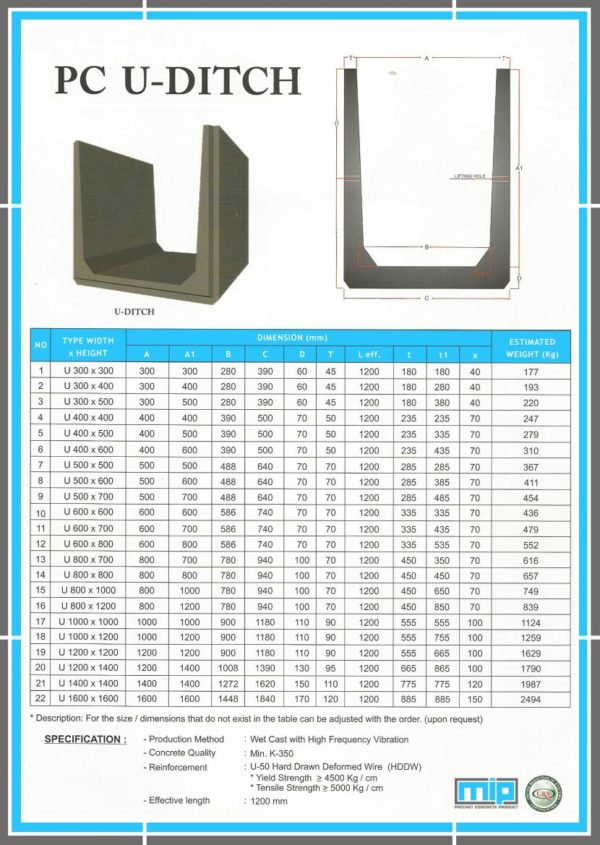 PC U-DITCH
T A T
11
A1
LIFTING HOLE
B
D
C
U-DITCH
NO TYPE WIDTH x HEIGHT DIMENSION (mm) ESTIMATED WEIGHT (Kg)
A A1 B C D T L eff. t t1 x
1 U 300 x 300 300 300 280 390 60 45 1200 180 180 40 177
2 U 300 x 400 300 400 280 390 60 45 1200 180 280 40 193
3 U 300 x 500 300 500 280 390 60 45 1200 180 380 40 220
4 U 400 x 400 400 400 390 500 70 50 1200 235 235 70 247
5 U 400 x 500 400 500 390 500 70 50 1200 235 335 70 279
6 U 400 x 600 400 600 390 500 70 50 1200 235 435 70 310
7 U 500 x 500 500 500 488 640 70 70 1200 285 285 70 367
8 U 500 x 600 500 600 488 640 70 70 1200 285 385 70 411
9 U 500 x 700 500 700 488 640 70 70 1200 285 485 70 454
10 U 600 x 600 600 600 586 740 70 70 1200 335 335 70 436
11 U 600 x 700 600 700 586 740 70 70 1200 335 435 70 479
12 U 600 x 800 600 800 586 740 70 70 1200 335 535 70 552
13 U 800 x 700 800 700 780 940 100 70 1200 450 350 70 616
14 U 800 x 800 800 800 780 940 100 70 1200 450 450 70 657
15 U 800 x 1000 800 1000 780 940 100 70 1200 450 650 70 749
16 U 800 x 1200 800 1200 780 940 100 70 1200 450 850 70 839
17 U 1000 x 1000 1000 1000 900 1180 110 90 1200 555 555 100 1124
18 U 1000 x 1200 1000 1200 900 1180 110 90 1200 555 755 100 1259
19 U 1200 x 1200 1200 1200 900 1180 110 90 1200 555 665 100 1629
20 U 1200 x 1400 1200 1400 1008 1390 130 95 1200 665 865 100 1790
21 U 1400 x 1400 1400 1400 1272 1620 150 110 1200 775 775 120 1987
22 U 1600 x 1600 1600 1600 1448 1840 170 120 1200 885 885 150 2494
* Description: For the size / dimensions that do not exist in the table can be adjusted with the order. (upon request)
SPECIFICATION : - Production Method : Wet Cast with High Frequency Vibration
- Concrete Quality : Min. K-350
- Reinforcement : U-50 Hard Drawn Deformed Wire (HDDW)
* Yield Strength ≥ 4500 Kg / cm
* Tensile Strength ≥ 5000 Kg / cm
- Effective length : 1200 mm
mip
PRECAST CONCRETE PRODUCT
URS